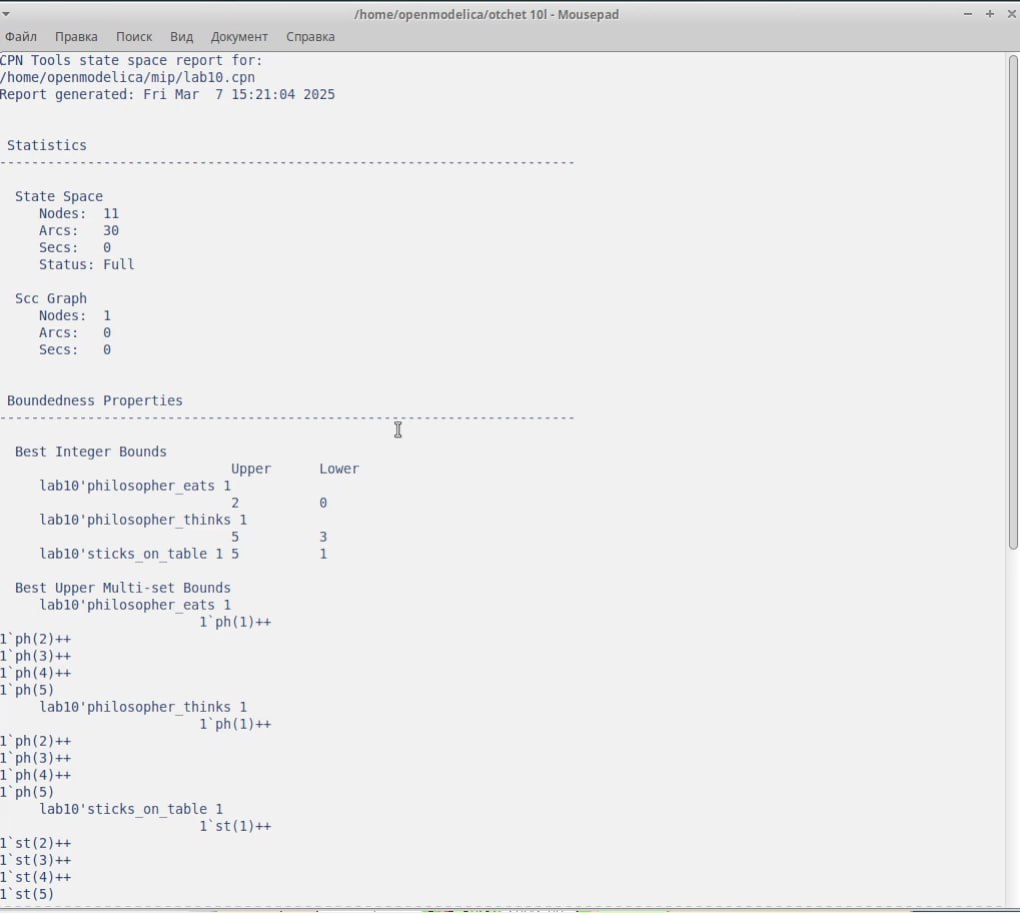 /home/openmodelica/otchet 10l - Mousepad
Файл Правка Поиск Вид Документ Справка
CPN Tools state space report for:
/home/openmodelica/mip/lab10.cpn
Report generated: Fri Mar  7 15:21:04 2025
Statistics
------------------------------------------------------------------------
State Space
Nodes:  11
Arcs:   30
Secs:   0
Status: Full
Scc Graph
Nodes:  1
Arcs:   0
Secs:   0
Boundedness Properties
------------------------------------------------------------------------
Best Integer Bounds
Upper      Lower
lab10'philosopher_eats 1
2          0
lab10'philosopher_thinks 1
5          3
lab10'sticks_on_table 1 5          1
Best Upper Multi-set Bounds
lab10'philosopher_eats 1
1`ph(1)++
1`ph(2)++
1`ph(3)++
1`ph(4)++
1`ph(5)
lab10'philosopher_thinks 1
1`ph(1)++
1`ph(2)++
1`ph(3)++
1`ph(4)++
1`ph(5)
lab10'sticks_on_table 1
1`st(1)++
1`st(2)++
1`st(3)++
1`st(4)++
1`st(5)